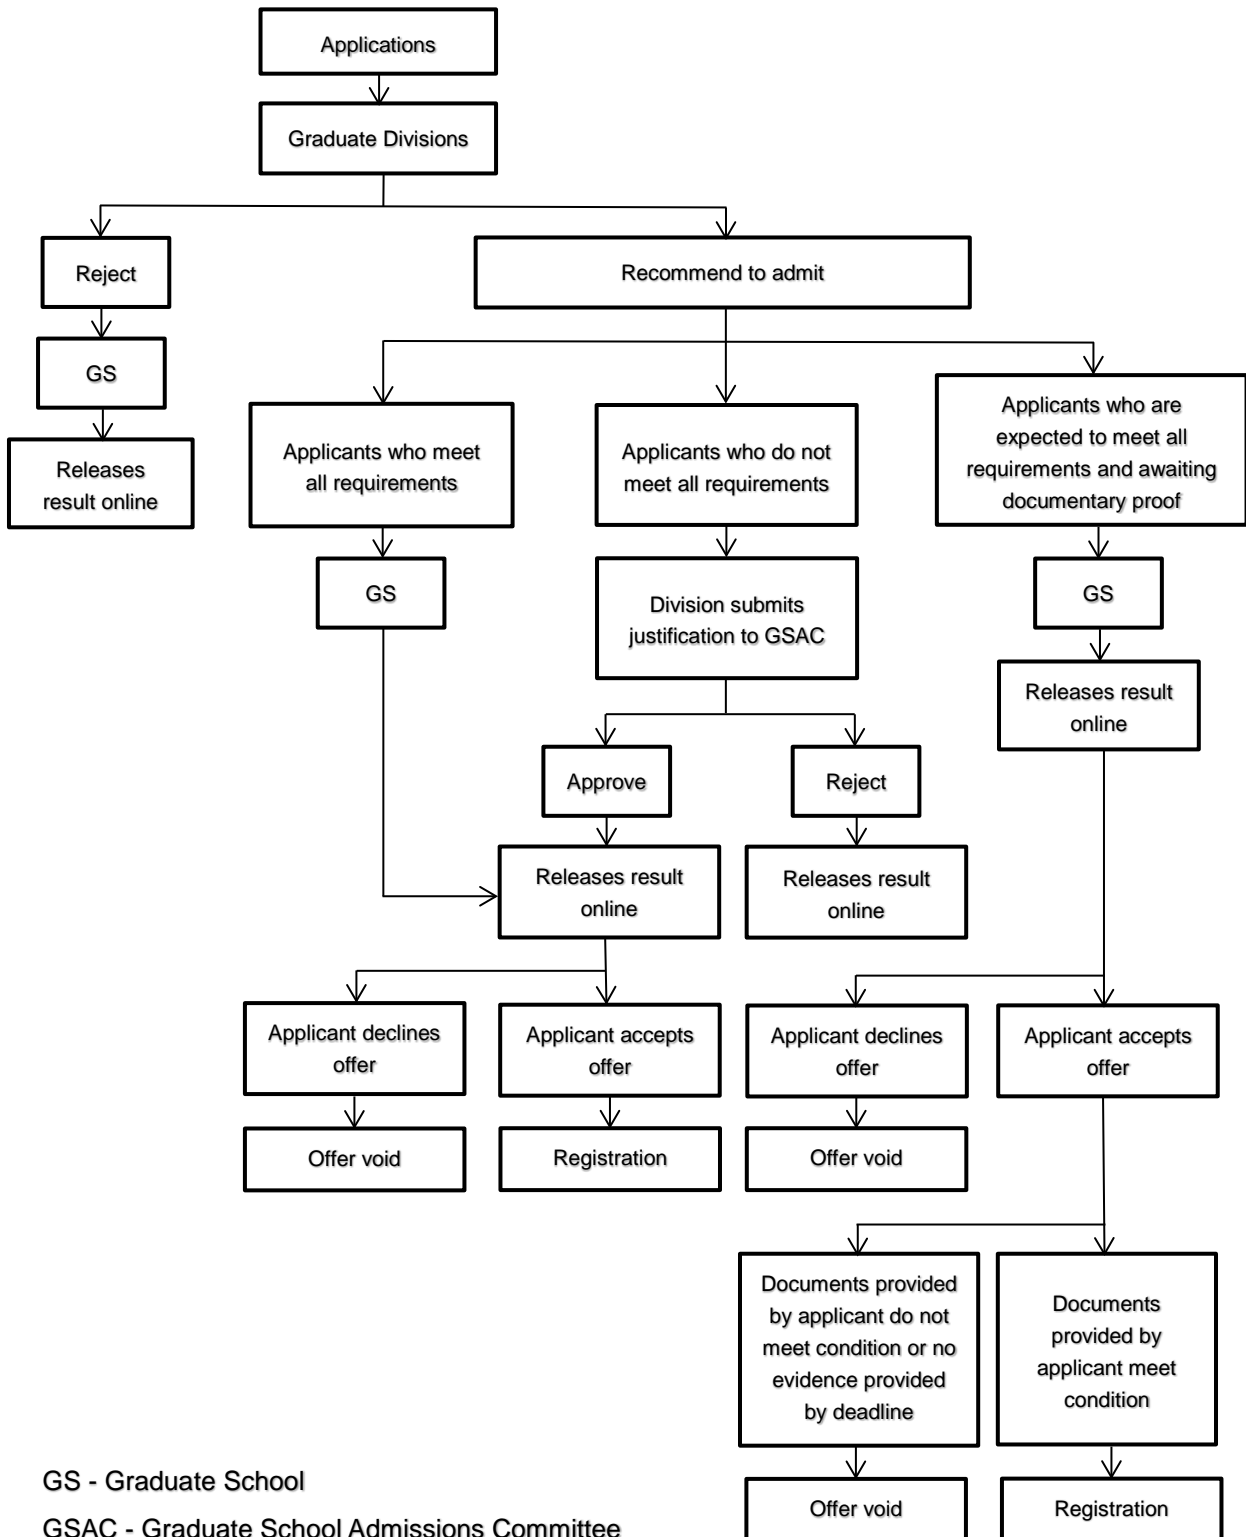 Applications
Graduate Divisions
Reject
Recommend to admit
GS
Releases
result online
Applicants who meet
all requirements
Applicants who do not
meet all requirements
Applicants who are
expected to meet all
requirements and awaiting
documentary proof
GS
Division submits
justification to GSAC
GS
Releases result
online
Approve
Reject
Releases result
online
Releases result
online
Applicant declines
offer
Applicant accepts
offer
Applicant declines
offer
Applicant accepts
offer
Offer void
Registration
Offer void
Documents provided
by applicant do not
meet condition or no
evidence provided
by deadline
Documents
provided by
applicant meet
condition
Offer void
Registration
GS - Graduate School
GSAC - Graduate School Admissions Committee